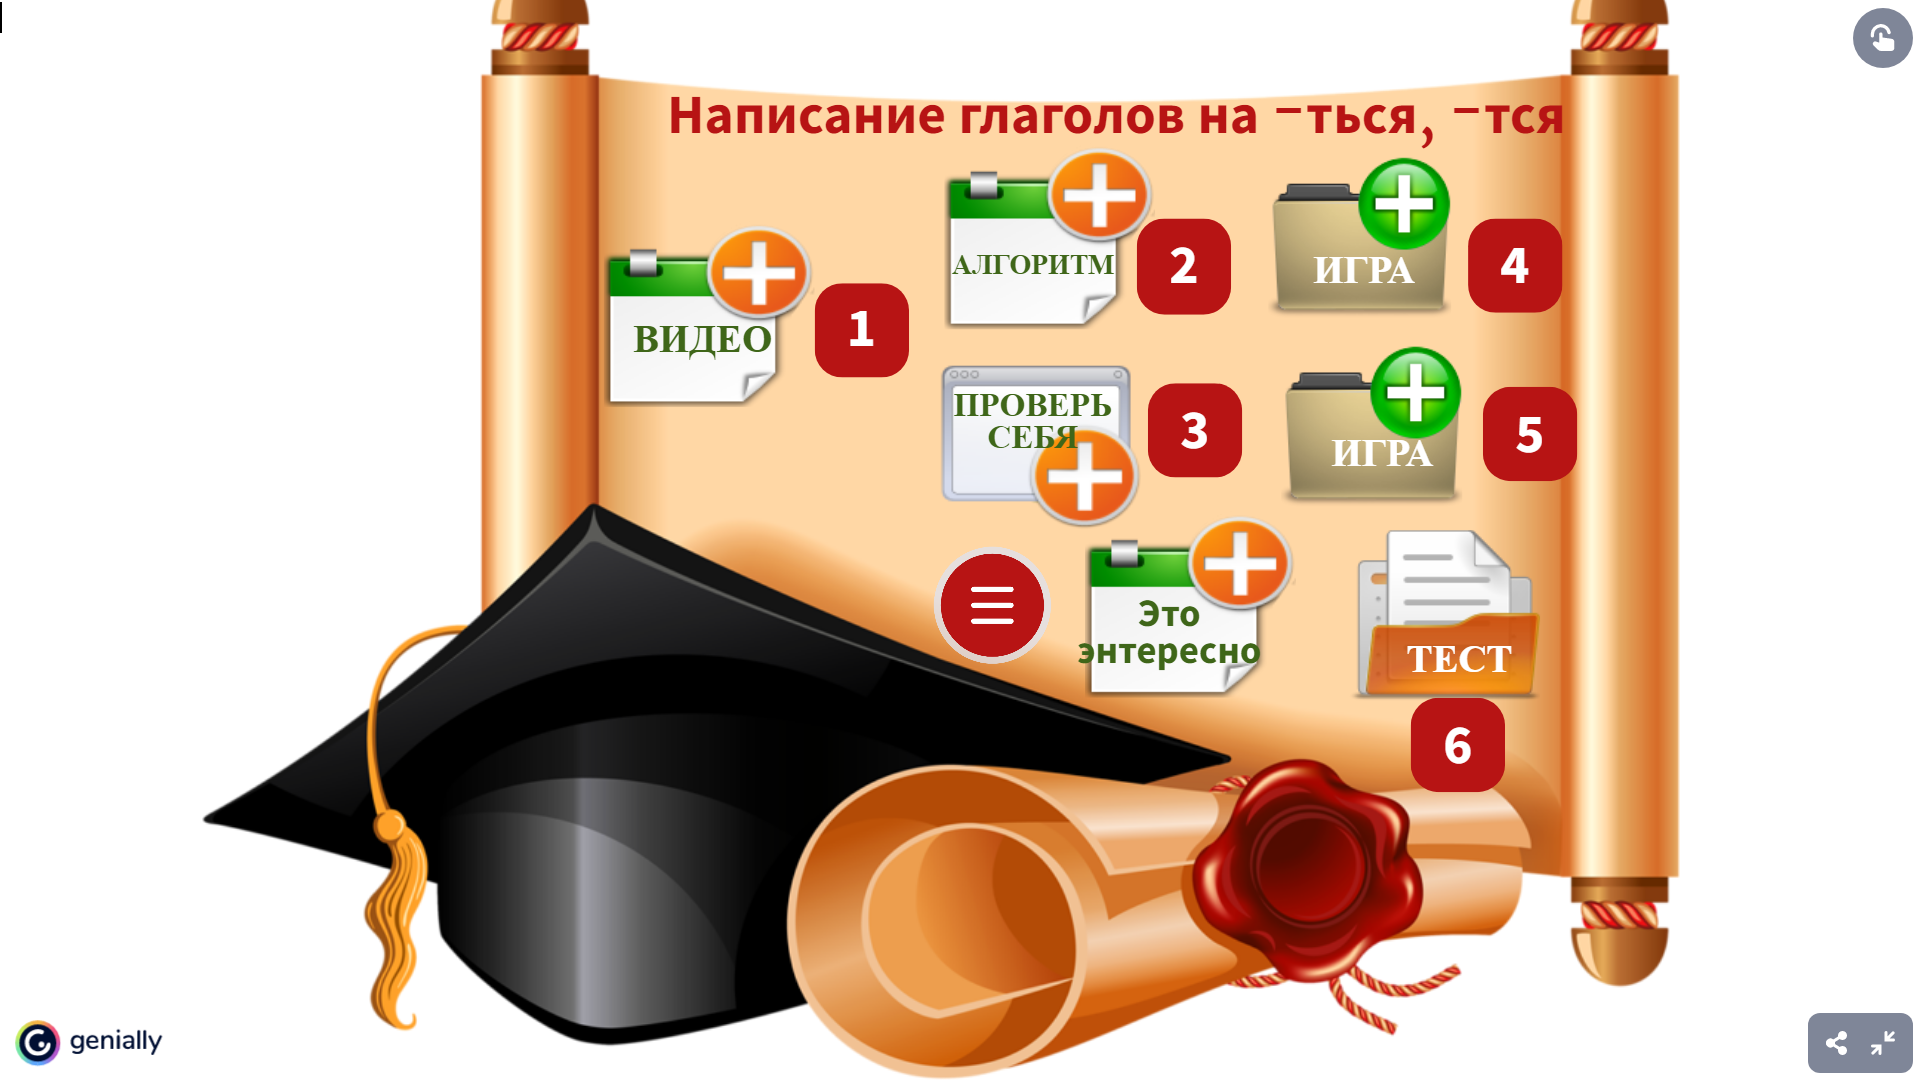 Написание глаголов на –ться, –тся
ВИДЕО
1
АЛГОРИТМ
2
ИГРА
4
ПРОВЕРЬ
СЕБЯ
3
ИГРА
5
Это
энтересно
ТЕСТ
6
genially